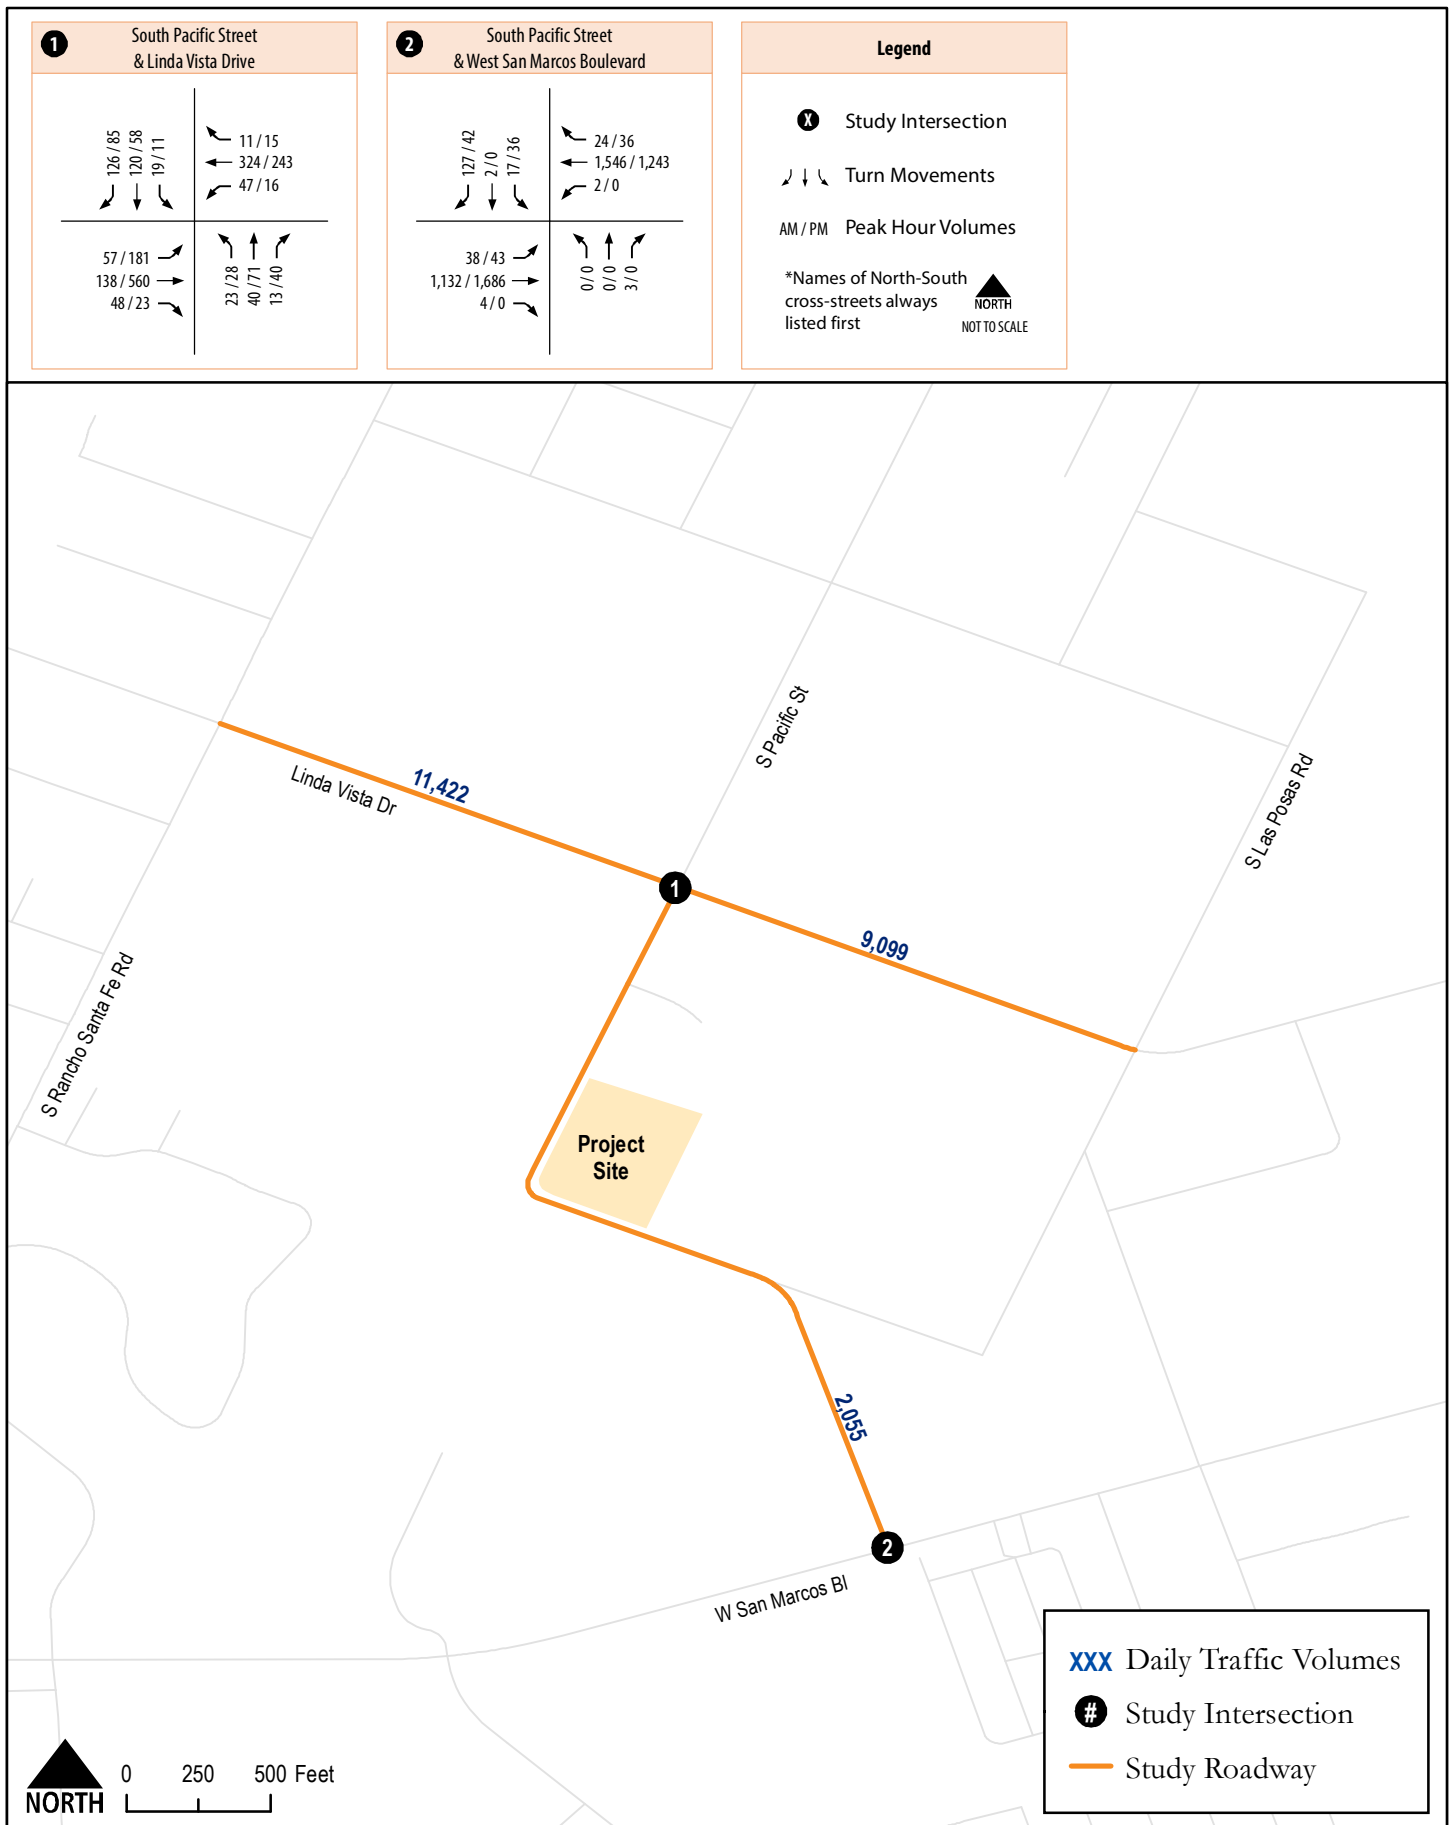 1
South Pacific Street
& Linda Vista Drive
126 / 85
120 / 58
19 / 11
11 / 15
324 / 243
47 / 16
57 / 181
138 / 560
48 / 23
23 / 28
40 / 71
13 / 40
2
South Pacific Street
& West San Marcos Boulevard
127 / 42
2 / 0
17 / 36
24 / 36
1,546 / 1,243
2 / 0
38 / 43
1,132 / 1,686
4 / 0
0 / 0
0 / 0
3 / 0
Legend
X Study Intersection
Turn Movements
AM / PM Peak Hour Volumes
*Names of North-South
cross-streets always
listed first
NORTH
NOT TO SCALE
S Pacific St
Linda Vista Dr
11,422
S Las Posas Rd
1
9,099
S Rancho Santa Fe Rd
Project
Site
2,055
2
W San Marcos Bl
XXX Daily Traffic Volumes
# Study Intersection
Study Roadway
NORTH
0 250 500 Feet